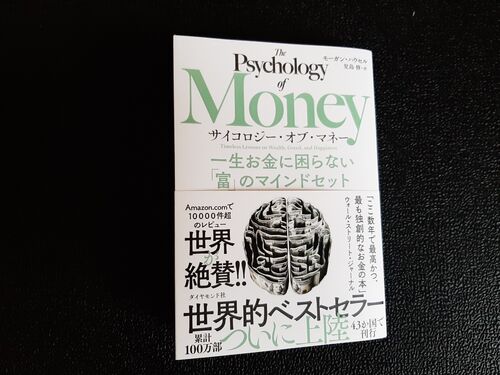 The
Psychology
of
Money
モーガン・ハウセル
児島 修・訳
サイコロジー・オブ・マネー
Timeless Lessons on Wealth, Greed, and Happiness
一生お金に困らない
「富」のマインドセット
Amazon.comで
10000件超
のレビュー
世界が
絶賛!!
「ここ数年で最高かつ、
最も独創的なお金の本」
ウォール・ストリート・ジャーナル
ダイヤモンド社
世界的ベストセラー
ついに上陸
累計
100万部
43か国で
刊行